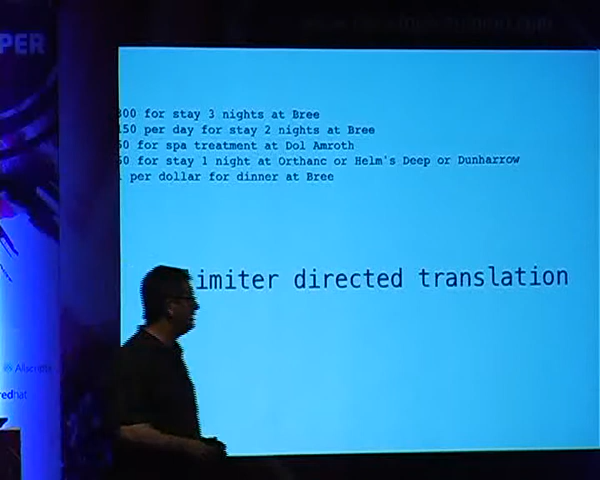 PER
00 for stay 3 nights at Bree
150 per day for stay 2 nights at Bree
50 for spa treatment at Dol Amroth
50 for stay 1 night at Orthanc or Helm's Deep or Dunharrow
per dollar for dinner at Bree
imiter directed translation
redhat